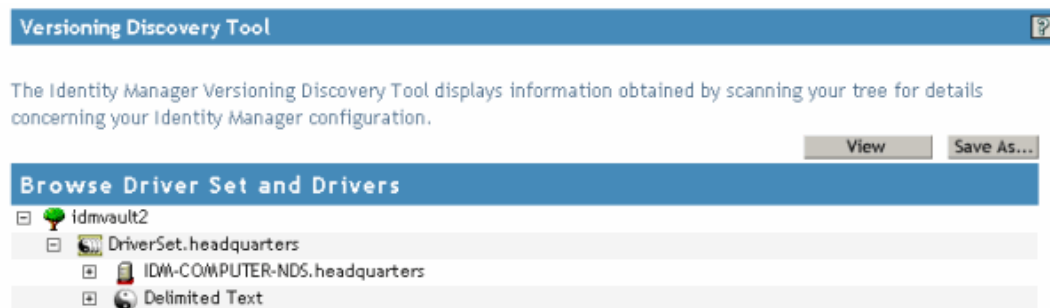 Versioning Discovery Tool
?
The Identity Manager Versioning Discovery Tool displays information obtained by scanning your tree for details
concerning your Identity Manager configuration.
View Save As...
Browse Driver Set and Drivers
idmvault2
DriverSet.headquarters
IDM-COMPUTER-NDS.headquarters
Delimited Text